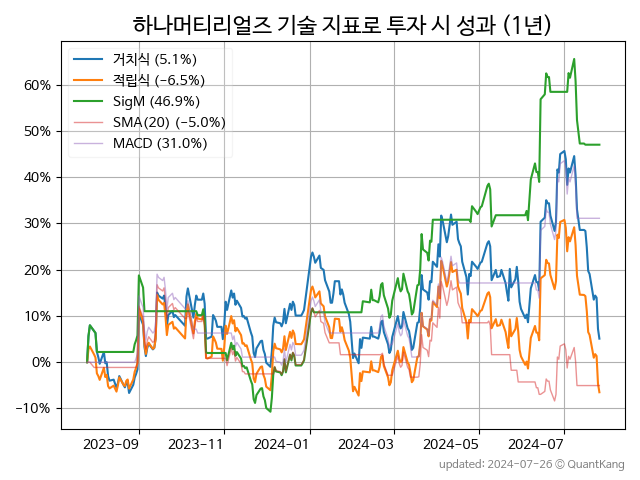 하나머티리얼즈 기술 지표로 투자 시 성과 (1년)
거치식 (5.1%)
적립식 (−6.5%)
SigM (46.9%)
SMA(20) (−5.0%)
MACD (31.0%)
60%
50%
40%
30%
20%
10%
0%
−10%
2023-09 2023-11 2024-01 2024-03 2024-05 2024-07
updated: 2024-07-26 © QuantKang